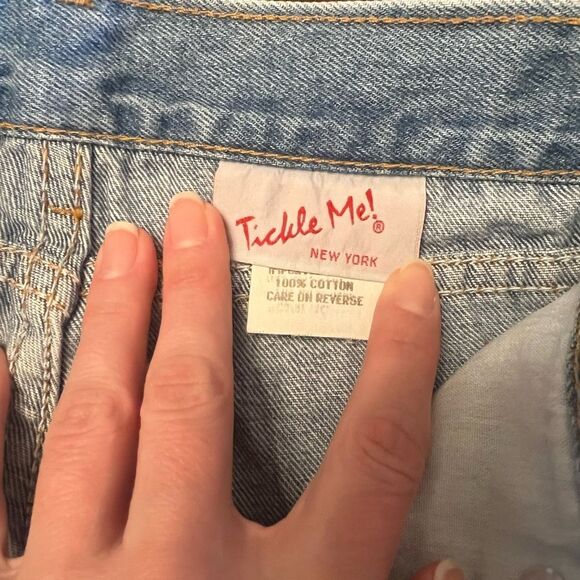 Tickle Me!®
NEW YORK
100% COTTON
CARE ON REVERSE